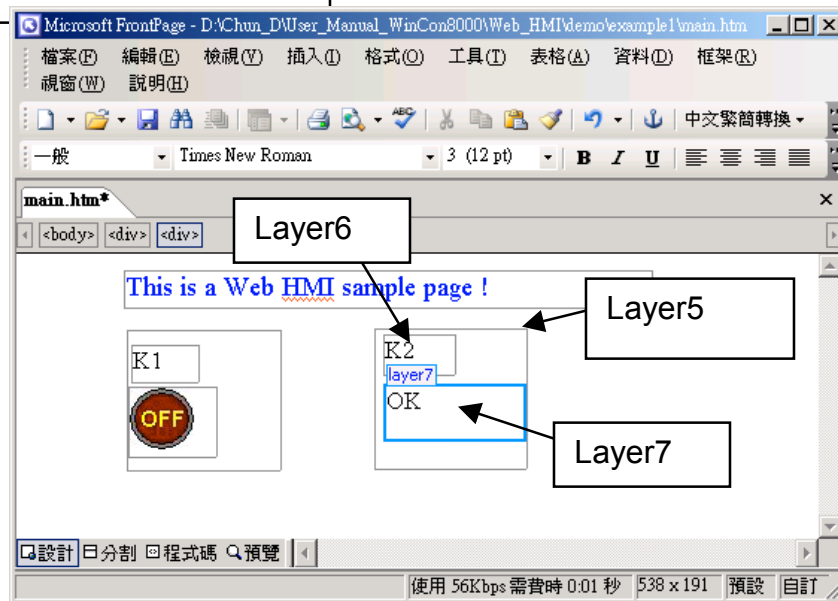 Microsoft FrontPage - D:\Chun_D\User_Manual_WinCon8000\Web_HMI\demo\example1\main.htm
檔案(F) 編輯(E) 檢視(V) 插入(I) 格式(O) 工具(T) 表格(A) 資料(D) 框架(R)
視窗(W) 說明(H)
ABC 中文繁簡轉換
一般 Times New Roman 3 (12 pt) B I U
main.htm*
<body> <div> <div>
Layer6
This is a Web HMI sample page !
Layer5
K1
K2
layer7
OFF
OK
Layer7
設計 分割 程式碼 預覽
使用 56Kbps 需費時 0:01 秒 538 x 191 預設 自訂